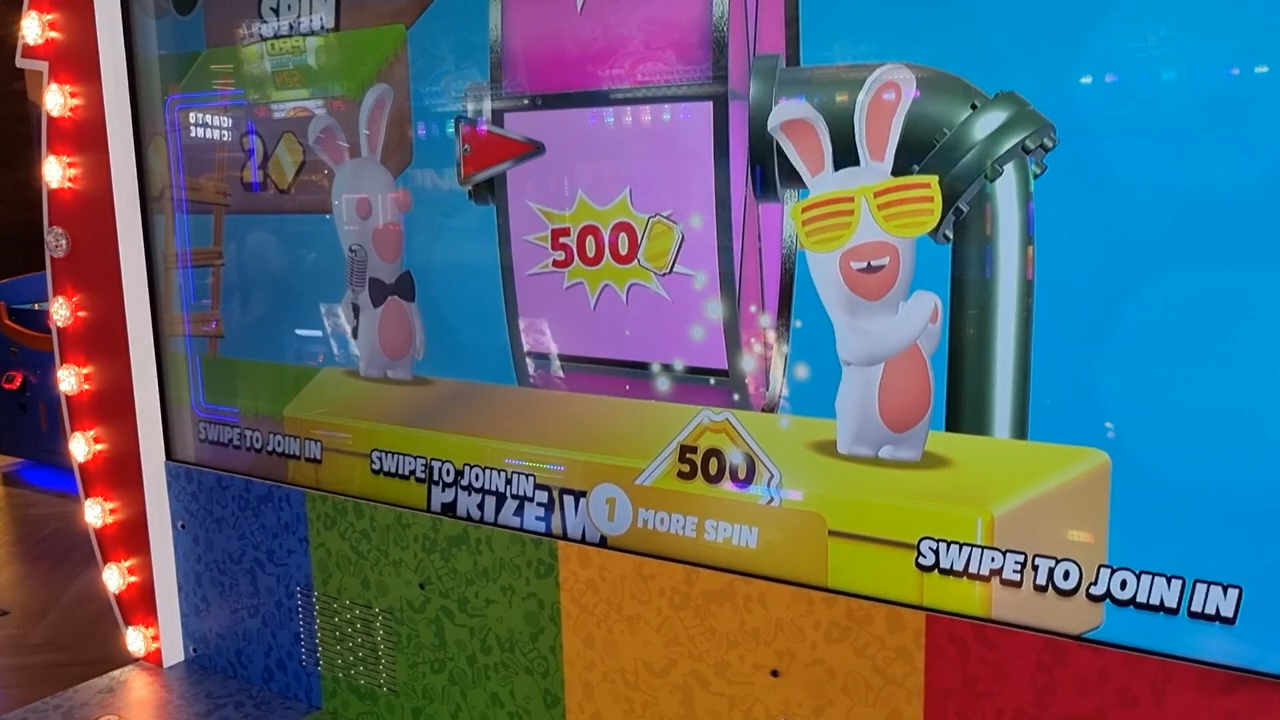 SPIN
2
500
500
SWIPE TO JOIN IN
SWIPE TO JOIN IN
PRIZE W
1 MORE SPIN
SWIPE TO JOIN IN